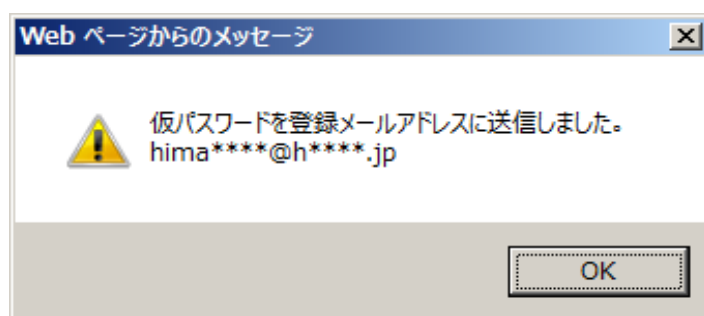 Web ページからのメッセージ
仮パスワードを登録メールアドレスに送信しました。
hima****@h****.jp
OK